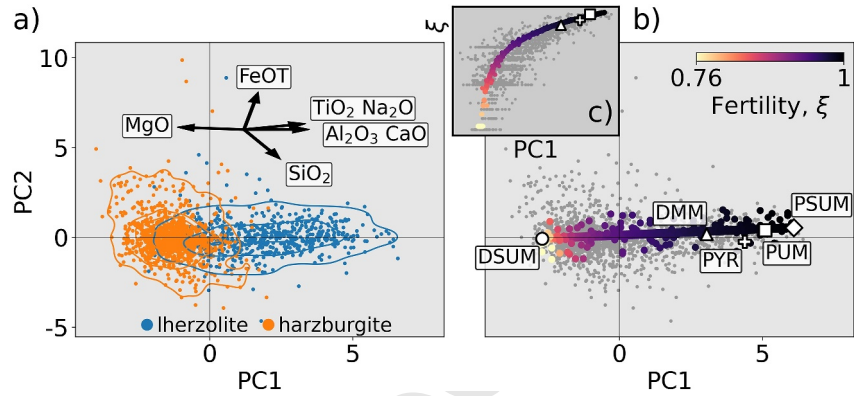 a)
10
5
0
-5
PC2
FeOT
MgO
TiO₂ Na₂O
Al₂O₃ CaO
SiO₂
lherzolite
harzburgite
0
5
PC1
ξ
c)
PC1
b)
0.76
1
Fertility, ξ
DSUM
DMM
PYR
PUM
PSUM
0
5
PC1